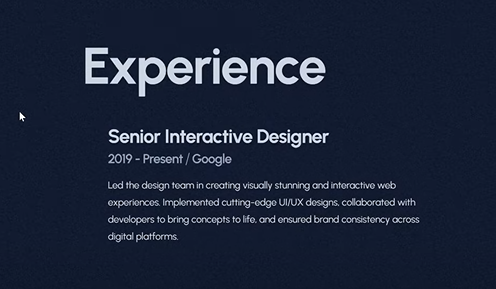 Experience
Senior Interactive Designer
2019 - Present / Google
Led the design team in creating visually stunning and interactive web
experiences. Implemented cutting-edge UI/UX designs, collaborated with
developers to bring concepts to life, and ensured brand consistency across
digital platforms.